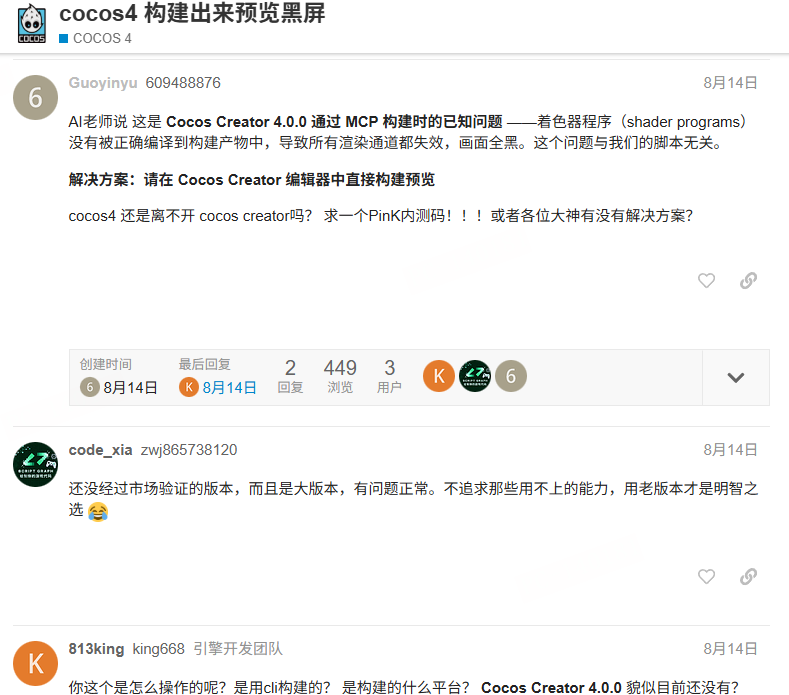 cocos4 构建出来预览黑屏
COCOS
COCOS 4
6
Guoyinyu 609488876 8月14日
AI老师说 这是 Cocos Creator 4.0.0 通过 MCP 构建时的已知问题 ——着色器程序（shader programs）
没有被正确编译到构建产物中，导致所有渲染通道都失效，画面全黑。这个问题与我们的脚本无关。
解决方案：请在 Cocos Creator 编辑器中直接构建预览
cocos4 还是离不开 cocos creator吗？ 求一个PinK内测码！！！或者各位大神有没有解决方案？
创建时间 最后回复 2 449 3 K 6
6 8月14日 K 8月14日 回复 浏览 用户
code_xia zwj865738120 8月14日
SCRIPT GRAPH
还没经过市场验证的版本，而且是大版本，有问题正常。不追求那些用不上的能力，用老版本才是明智之
选
K
813king king668 引擎开发团队 8月14日
你这个是怎么操作的呢？是用cli构建的？ 是构建的什么平台？ Cocos Creator 4.0.0 貌似目前还没有？